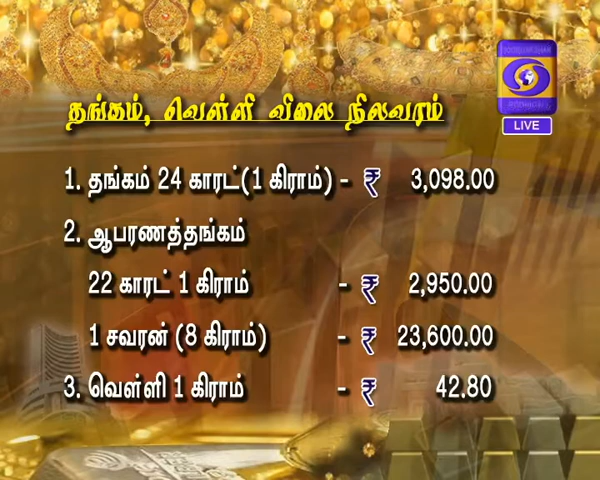 தங்கம், வெள்ளி விலை நிலவரம்
LIVE
1. தங்கம் 24 காரட்(1 கிராம்) - ₹ 3,098.00
2. ஆபரணத்தங்கம்
22 காரட் 1 கிராம் - ₹ 2,950.00
1 சவரன் (8 கிராம்) - ₹ 23,600.00
3. வெள்ளி 1 கிராம் - ₹ 42.80